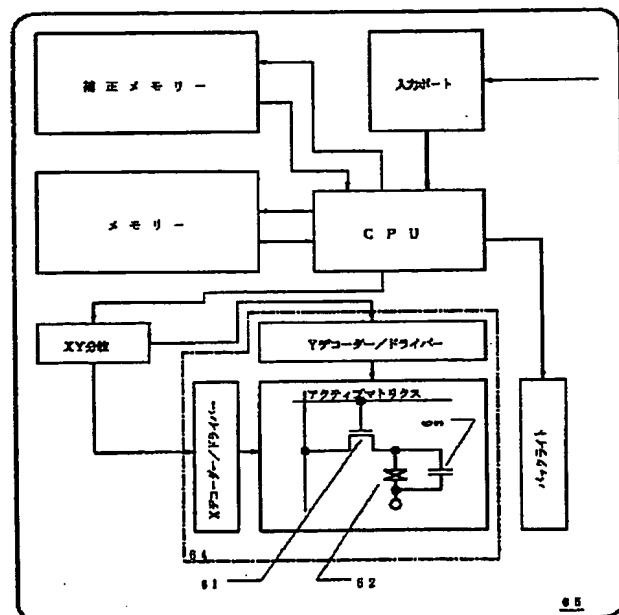 補正メモリー
入力ポート
メモリー
CPU
XY分枝
Yデコーダー/ドライバー
アクティブマトリクス
Xデコーダー/ドライバー
バックライト
64
61
62
65